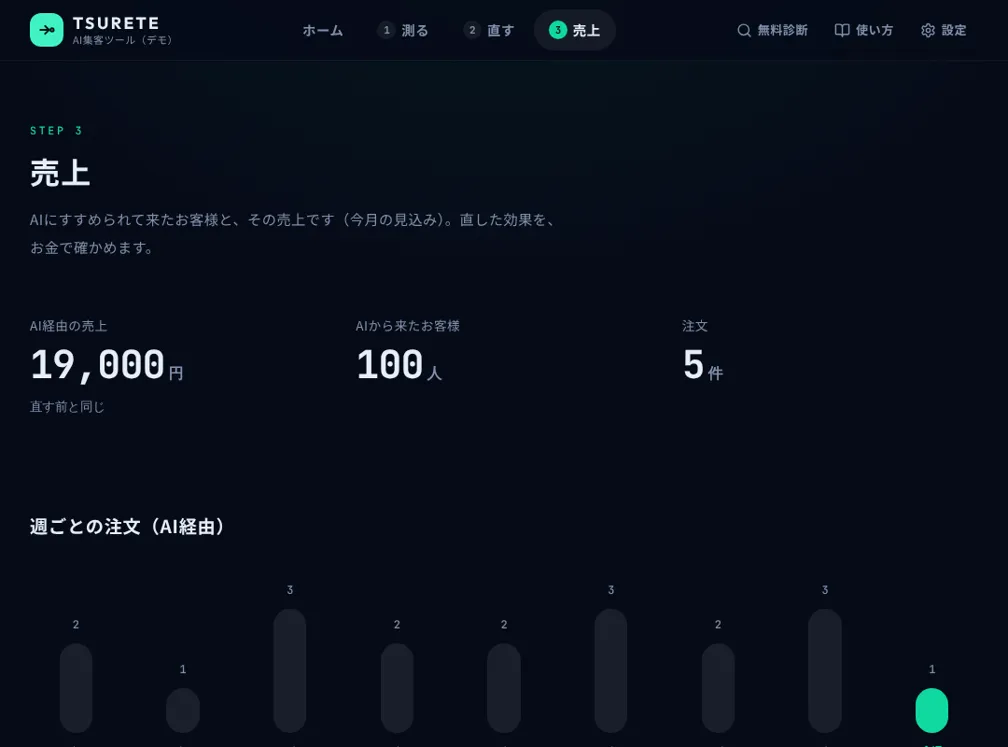 TSURETE
AI集客ツール（デモ）
ホーム
1 測る
2 直す
3 売上
無料診断
使い方
設定
STEP 3
売上
AIにすすめられて来たお客様と、その売上です（今月の見込み）。直した効果を、
お金で確かめます。
AI経由の売上
19,000円
直す前と同じ
AIから来たお客様
100人
注文
5件
週ごとの注文（AI経由）
2
1
3
2
2
3
2
3
1